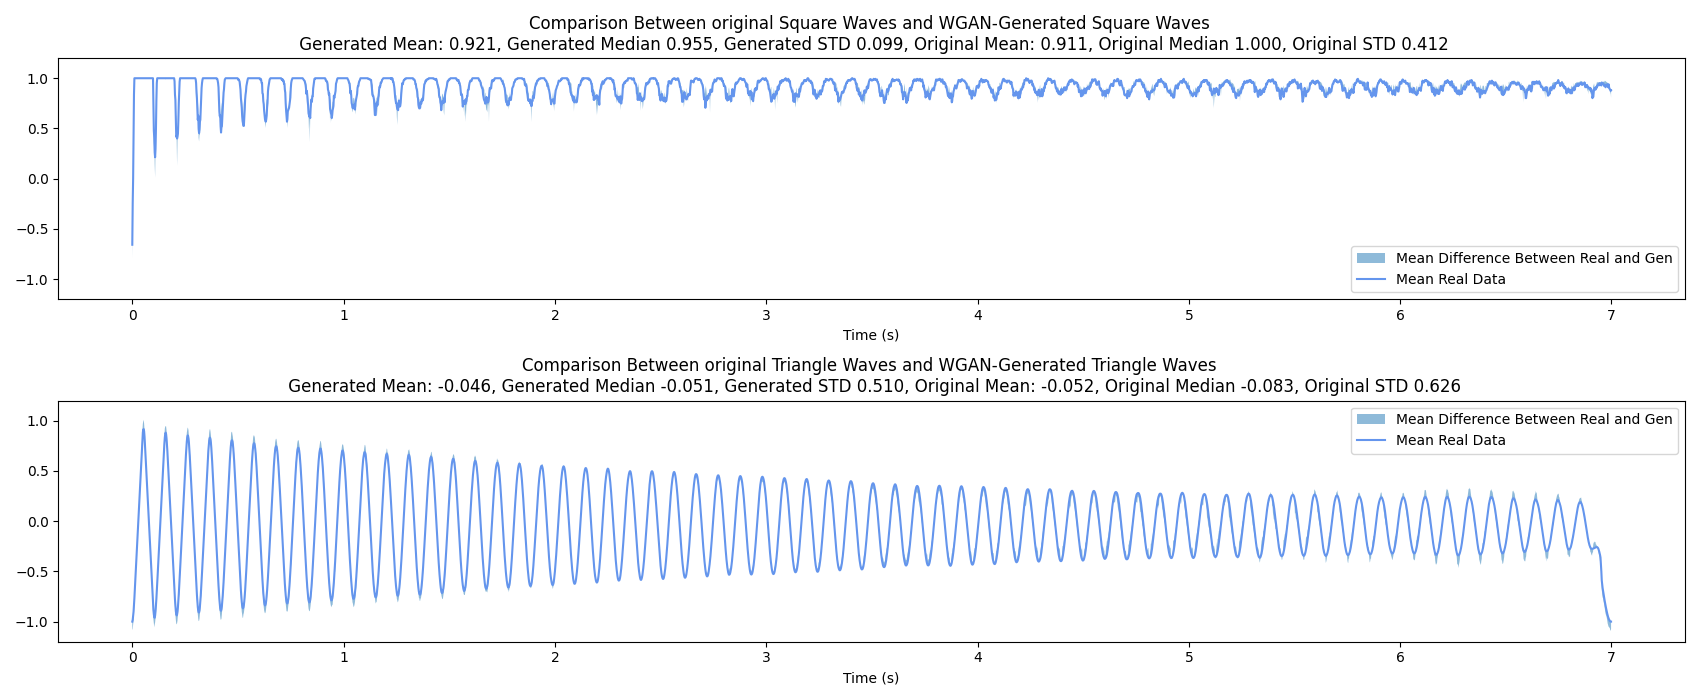 Comparison Between original Square Waves and WGAN-Generated Square Waves
Generated Mean: 0.921, Generated Median 0.955, Generated STD 0.099, Original Mean: 0.911, Original Median 1.000, Original STD 0.412
1.0
0.5
0.0
−0.5
−1.0
Mean Difference Between Real and Gen
Mean Real Data
0 1 2 3 4 5 6 7
Time (s)
Comparison Between original Triangle Waves and WGAN-Generated Triangle Waves
Generated Mean: -0.046, Generated Median -0.051, Generated STD 0.510, Original Mean: -0.052, Original Median -0.083, Original STD 0.626
1.0
0.5
0.0
−0.5
−1.0
Mean Difference Between Real and Gen
Mean Real Data
0 1 2 3 4 5 6 7
Time (s)